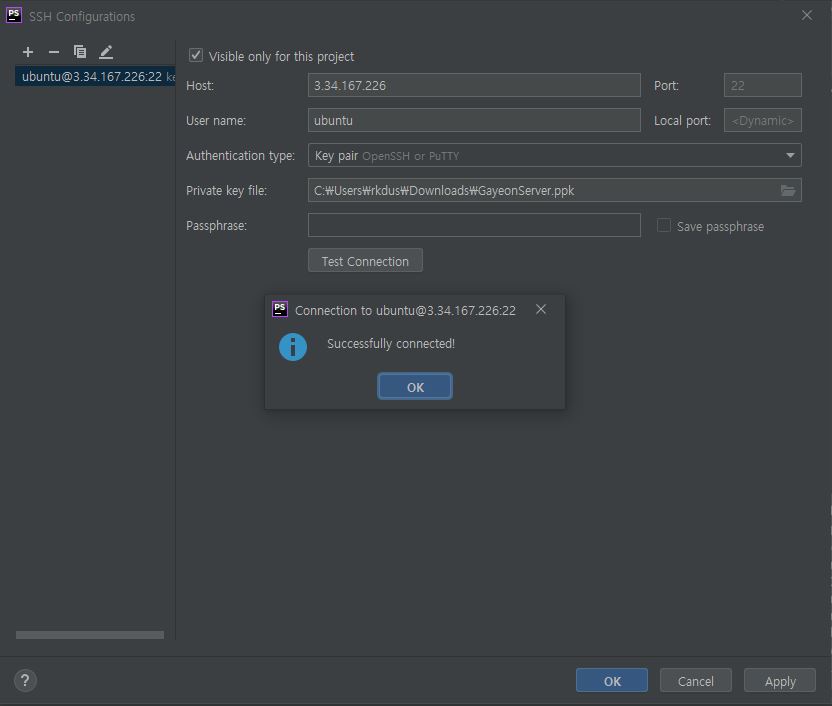 PS SSH Configurations
ubuntu@3.34.167.226:22 ke
Visible only for this project
Host: 3.34.167.226 Port: 22
User name: ubuntu Local port: <Dynamic>
Authentication type: Key pair OpenSSH or PuTTY
Private key file: C:₩Users₩rkdus₩Downloads₩GayeonServer.ppk
Passphrase: Save passphrase
Test Connection
PS Connection to ubuntu@3.34.167.226:22
Successfully connected!
OK
? OK Cancel Apply